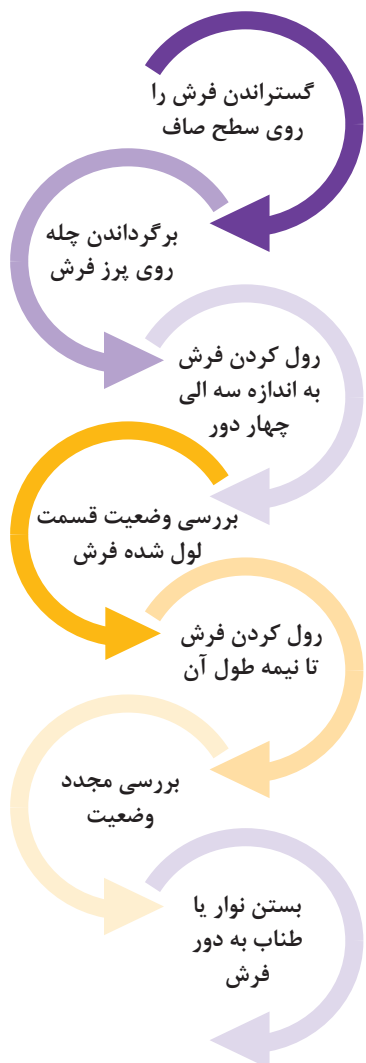 گستراندن فرش را
روی سطح صاف
برگرداندن چله
روی پرز فرش
رول کردن فرش
به اندازه سه الی
چهار دور
بررسی وضعیت قسمت
لول شده فرش
رول کردن فرش
تا نیمه طول آن
بررسی مجدد
وضعیت
بستن نوار یا
طناب به دور
فرش